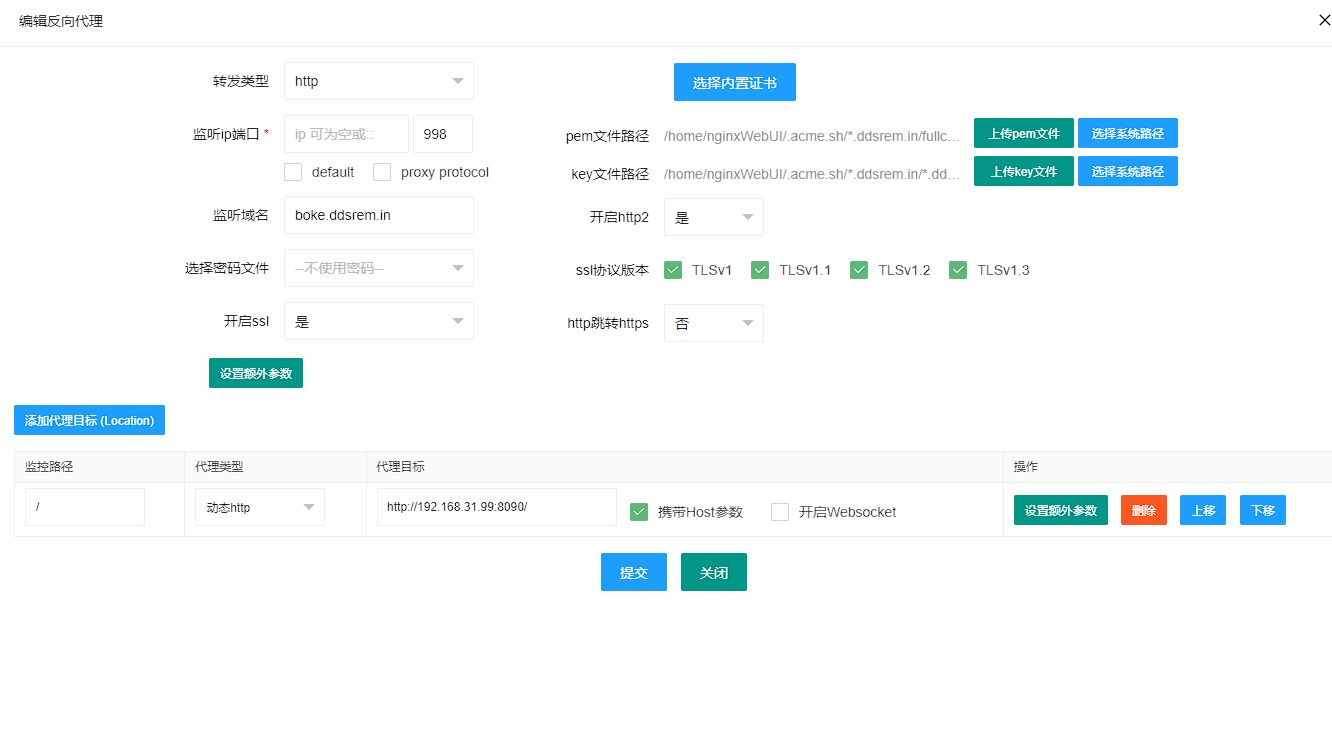 编辑反向代理
转发类型 http 选择内置证书
监听ip端口 * ip 可为空或:: 998 pem文件路径 /home/nginxWebUI/.acme.sh/*.ddsrem.in/fullc... 上传pem文件 选择系统路径
default proxy protocol key文件路径 /home/nginxWebUI/.acme.sh/*.ddsrem.in/*.dd... 上传key文件 选择系统路径
监听域名 boke.ddsrem.in 开启http2 是
选择密码文件 --不使用密码-- ssl协议版本 TLSv1 TLSv1.1 TLSv1.2 TLSv1.3
开启ssl 是 http跳转https 否
设置额外参数
添加代理目标 (Location)
监控路径 代理类型 代理目标 操作
/ 动态http http://192.168.31.99:8090/ 携带Host参数 开启Websocket 设置额外参数 删除 上移 下移
提交 关闭